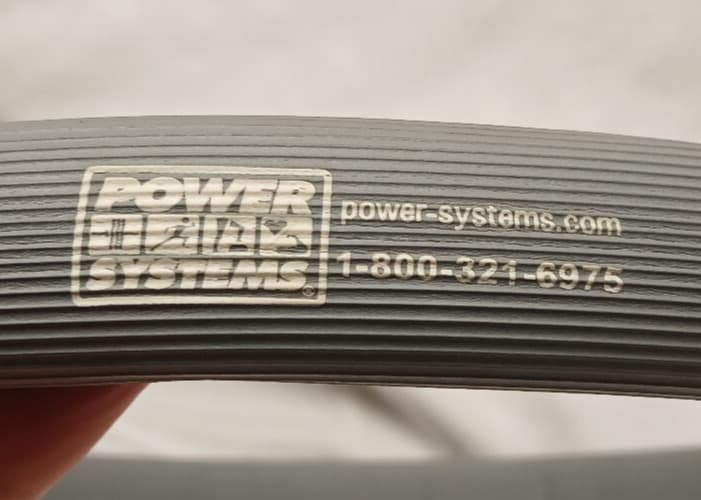 POWER
SYSTEMS®
power-systems.com
1-800-321-6975